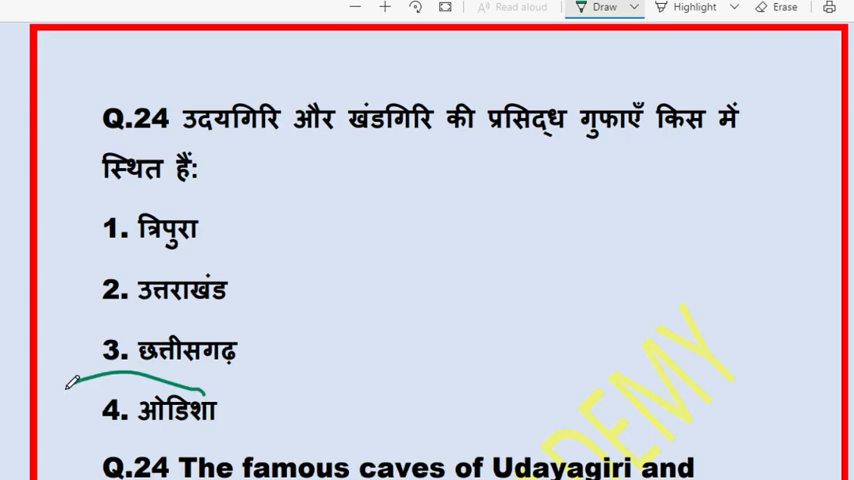 Read aloud Draw Highlight Erase
Q.24 उदयगिरि और खंडगिरि की प्रसिद्ध गुफाएँ किस में
स्थित हैं:
1. त्रिपुरा
2. उत्तराखंड
3. छत्तीसगढ़
4. ओडिशा
Q.24 The famous caves of Udayagiri and